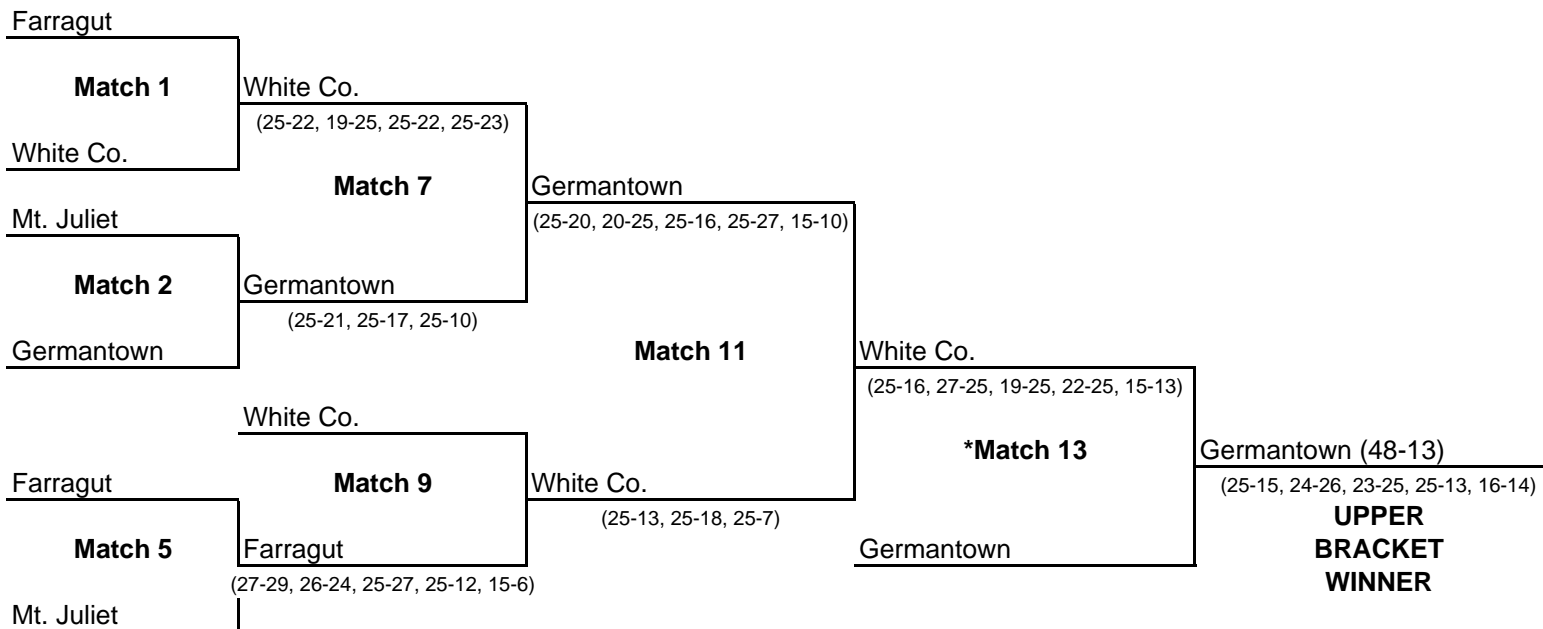 Farragut
Match 1
White Co.
(25-22, 19-25, 25-22, 25-23)
White Co.
Match 7
Germantown
Mt. Juliet
(25-20, 20-25, 25-16, 25-27, 15-10)
Match 2
Germantown
(25-21, 25-17, 25-10)
Germantown
Match 11
White Co.
(25-16, 27-25, 19-25, 22-25, 15-13)
White Co.
*Match 13
Germantown (48-13)
Farragut
Match 9
White Co.
(25-15, 24-26, 23-25, 25-13, 16-14)
(25-13, 25-18, 25-7)
UPPER
Match 5
Farragut
Germantown
BRACKET
(27-29, 26-24, 25-27, 25-12, 15-6)
WINNER
Mt. Juliet